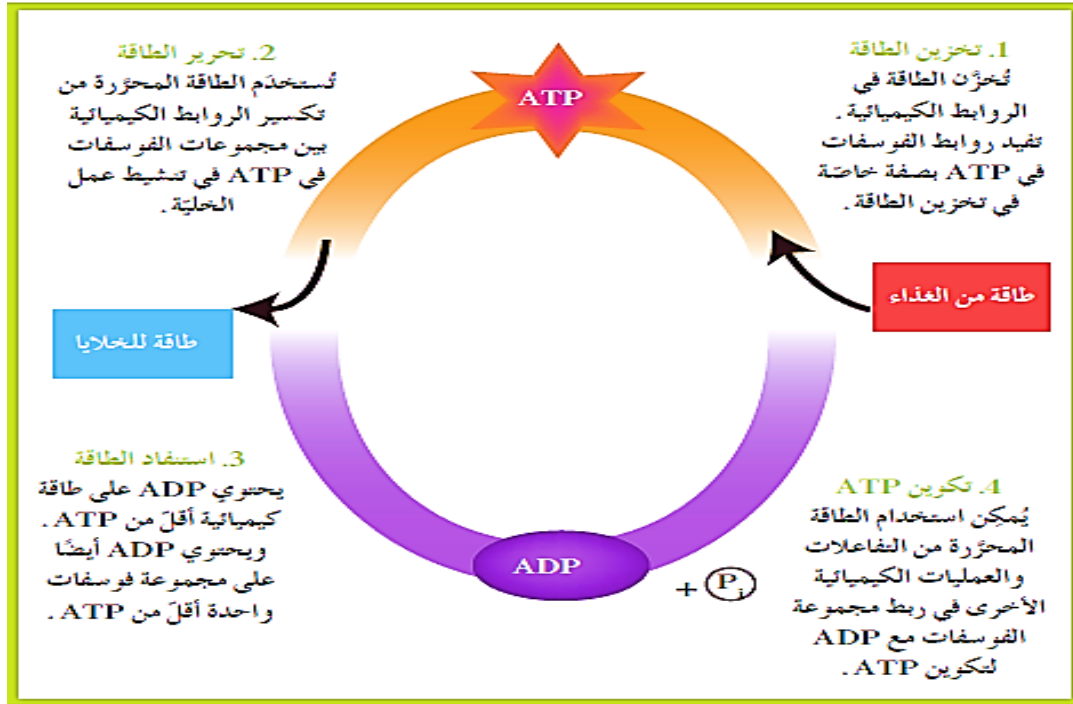 1. تخزين الطاقة
تُخزَّن الطاقة في
الروابط الكيميائية.
تفيد روابط الفوسفات
في ATP بصفة خاصّة
في تخزين الطاقة.
ATP
2. تحرير الطاقة
تُستخدَم الطاقة المحرَّرة من
تكسير الروابط الكيميائية
بين مجموعات الفوسفات
في ATP في تنشيط عمل
الخليّة.
طاقة من الغذاء
طاقة للخلايا
3. استنفاد الطاقة
يحتوي ADP على طاقة
كيميائية أقلّ من ATP.
ويحتوي ADP أيضًا
على مجموعة فوسفات
واحدة أقلّ من ATP.
ADP
+ Pi
4. تكوين ATP
يُمكِن استخدام الطاقة
المحرَّرة من التفاعلات
والعمليات الكيميائية
الأخرى في ربط مجموعة
الفوسفات مع ADP
لتكوين ATP.